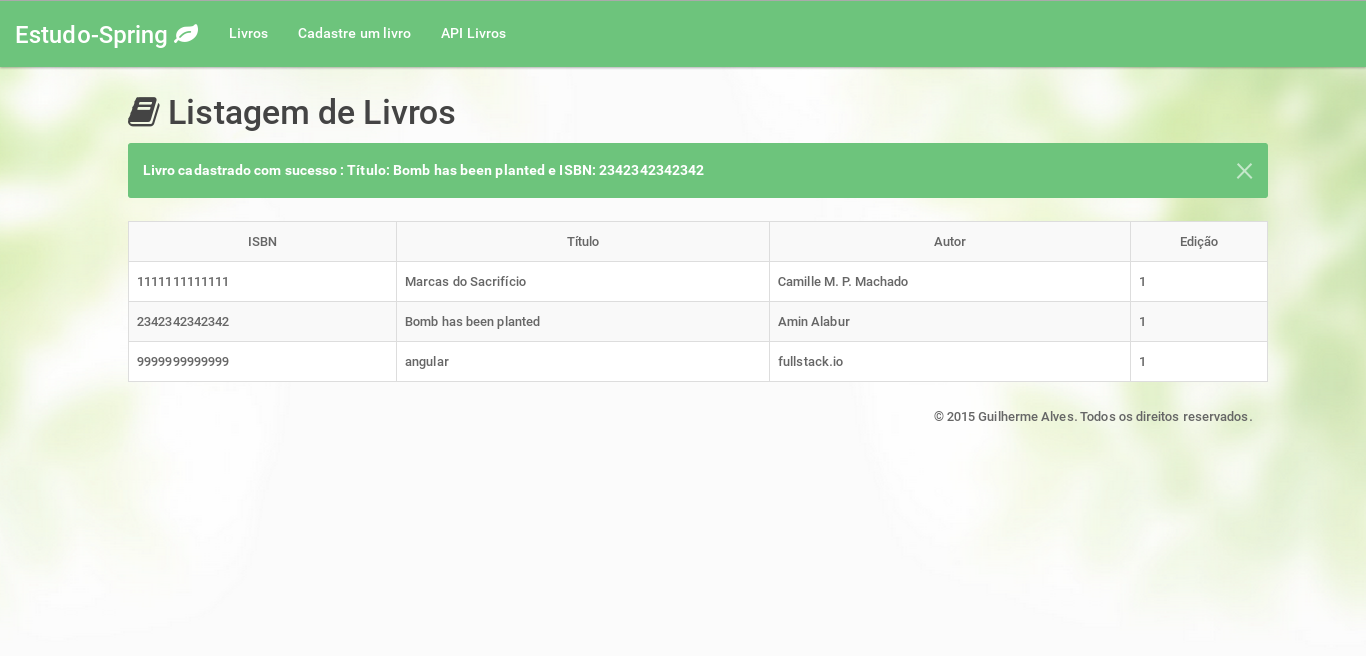 Estudo-Spring Livros Cadastre um livro API Livros
Listagem de Livros
Livro cadastrado com sucesso : Título: Bomb has been planted e ISBN: 2342342342342
ISBN Título Autor Edição
1111111111111 Marcas do Sacrifício Camille M. P. Machado 1
2342342342342 Bomb has been planted Amin Alabur 1
9999999999999 angular fullstack.io 1
© 2015 Guilherme Alves. Todos os direitos reservados.